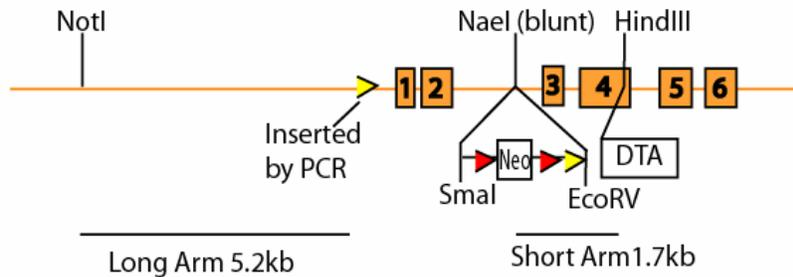 NotI
NaeI (blunt)
HindIII
1
2
3
4
5
6
Inserted
by PCR
Neo
DTA
SmaI
EcoRV
Long Arm 5.2kb
Short Arm1.7kb